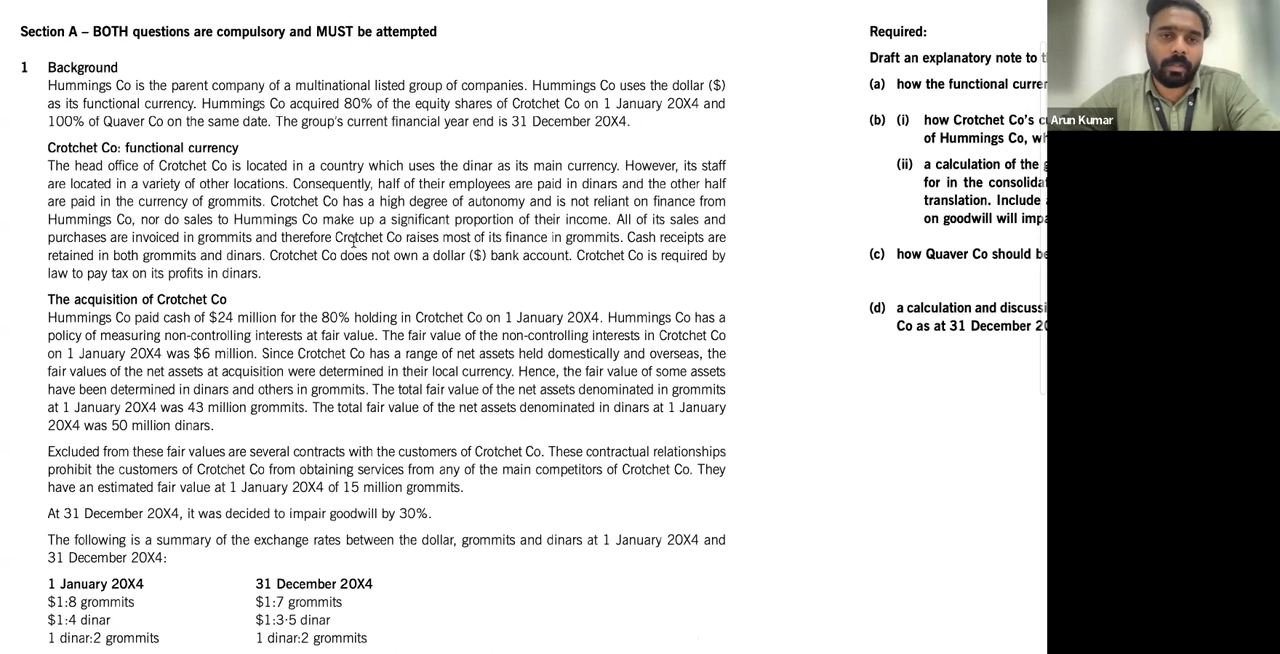 Section A – BOTH questions are compulsory and MUST be attempted
1 Background
Hummings Co is the parent company of a multinational listed group of companies. Hummings Co uses the dollar ($)
as its functional currency. Hummings Co acquired 80% of the equity shares of Crotchet Co on 1 January 20X4 and
100% of Quaver Co on the same date. The group's current financial year end is 31 December 20X4.
Crotchet Co: functional currency
The head office of Crotchet Co is located in a country which uses the dinar as its main currency. However, its staff
are located in a variety of other locations. Consequently, half of their employees are paid in dinars and the other half
are paid in the currency of grommits. Crotchet Co has a high degree of autonomy and is not reliant on finance from
Hummings Co, nor do sales to Hummings Co make up a significant proportion of their income. All of its sales and
purchases are invoiced in grommits and therefore Crotchet Co raises most of its finance in grommits. Cash receipts are
retained in both grommits and dinars. Crotchet Co does not own a dollar ($) bank account. Crotchet Co is required by
law to pay tax on its profits in dinars.
The acquisition of Crotchet Co
Hummings Co paid cash of $24 million for the 80% holding in Crotchet Co on 1 January 20X4. Hummings Co has a
policy of measuring non-controlling interests at fair value. The fair value of the non-controlling interests in Crotchet Co
on 1 January 20X4 was $6 million. Since Crotchet Co has a range of net assets held domestically and overseas, the
fair values of the net assets at acquisition were determined in their local currency. Hence, the fair value of some assets
have been determined in dinars and others in grommits. The total fair value of the net assets denominated in grommits
at 1 January 20X4 was 43 million grommits. The total fair value of the net assets denominated in dinars at 1 January
20X4 was 50 million dinars.
Excluded from these fair values are several contracts with the customers of Crotchet Co. These contractual relationships
prohibit the customers of Crotchet Co from obtaining services from any of the main competitors of Crotchet Co. They
have an estimated fair value at 1 January 20X4 of 15 million grommits.
At 31 December 20X4, it was decided to impair goodwill by 30%.
The following is a summary of the exchange rates between the dollar, grommits and dinars at 1 January 20X4 and
31 December 20X4:
1 January 20X4 31 December 20X4
$1:8 grommits $1:7 grommits
$1:4 dinar $1:3·5 dinar
1 dinar:2 grommits 1 dinar:2 grommits
Required:
Draft an explanatory note to
(a) how the functional
(b) (i) how Crotchet Co's
of Hummings Co,
(ii) a calculation of the
for in the
translation. Include
on goodwill will
(c) how Quaver Co should
(d) a calculation and
Co as at 31 December
Arun Kumar